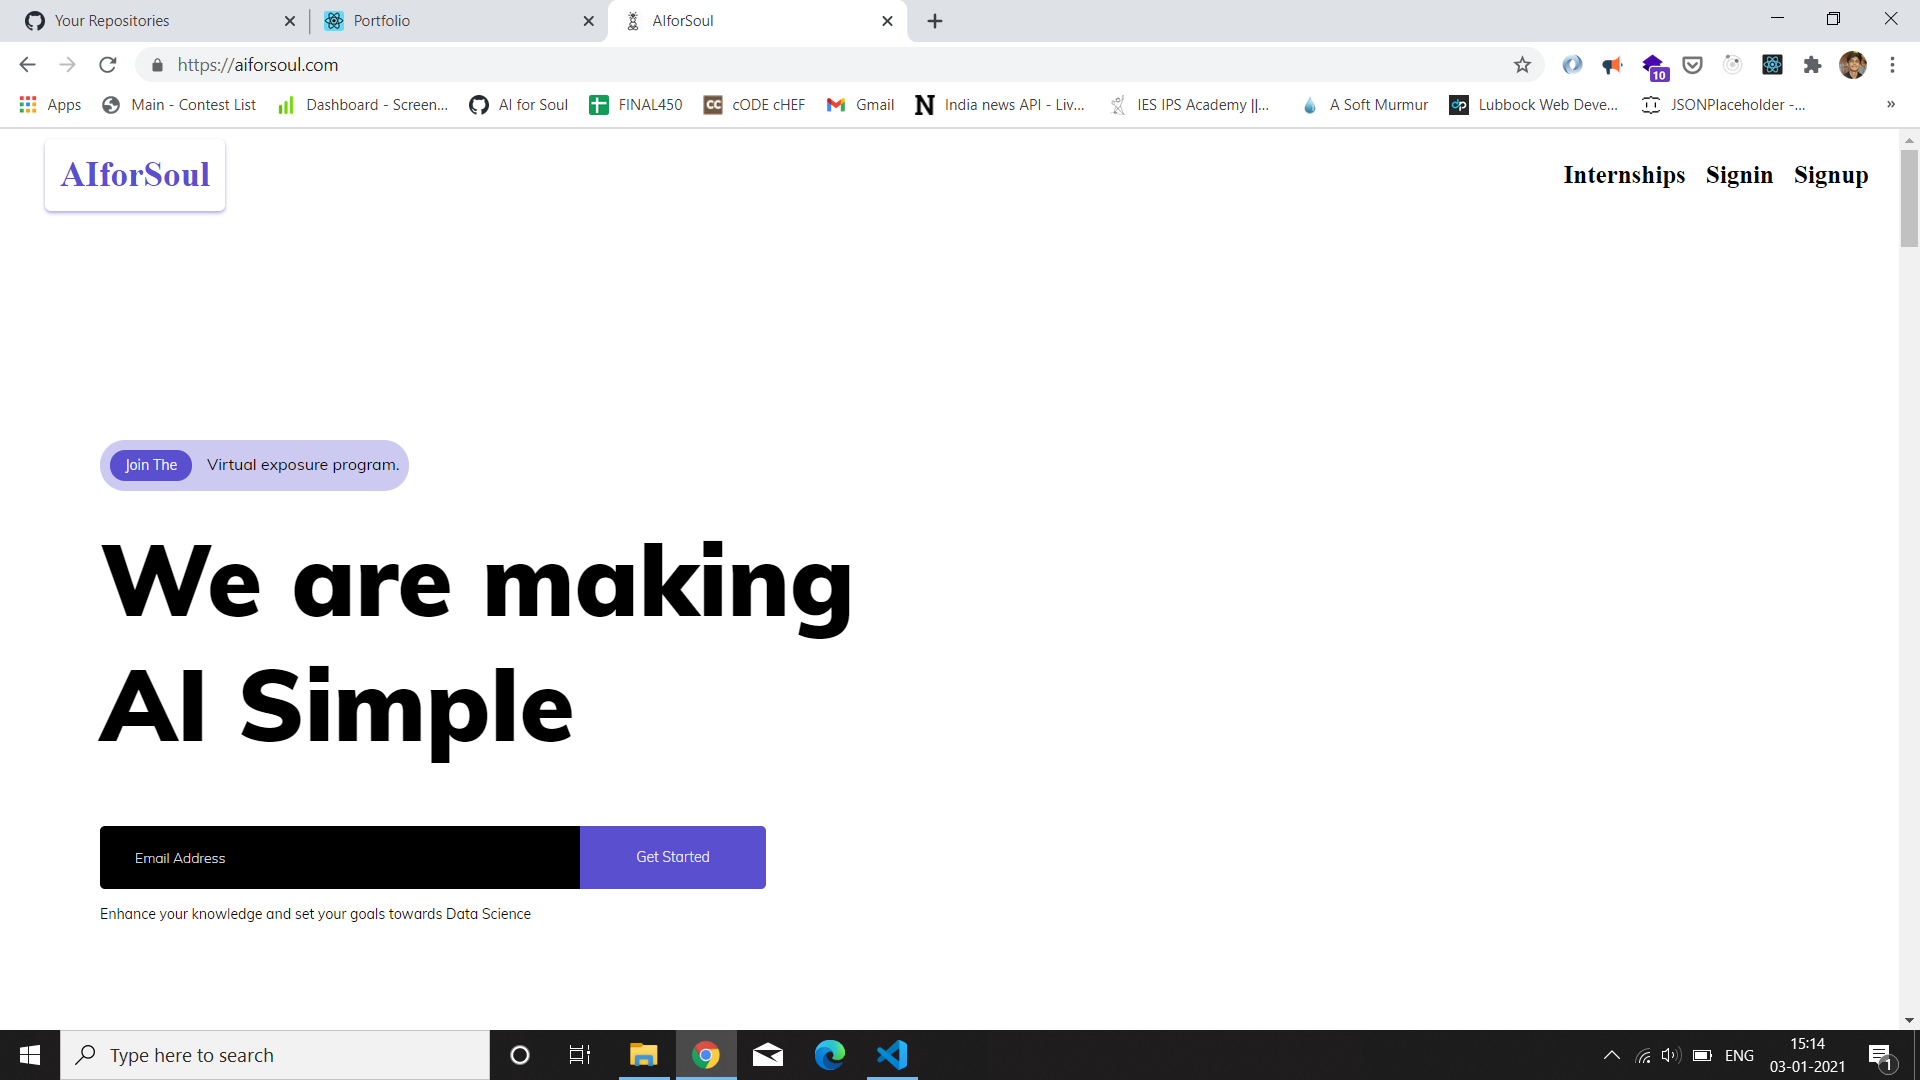 Your Repositories
Portfolio
AIforSoul
https://aiforsoul.com
10
Apps
Main - Contest List
Dashboard - Screen...
AI for Soul
FINAL450
CC
cODE cHEF
Gmail
N
India news API - Liv...
IES IPS Academy ||...
A Soft Murmur
dp
Lubbock Web Deve...
JSONPlaceholder -...
»
AIforSoul
Internships
Signin
Signup
Join The
Virtual exposure program.
We are making
AI Simple
Email Address
Get Started
Enhance your knowledge and set your goals towards Data Science
Type here to search
ENG
15:14
03-01-2021
1